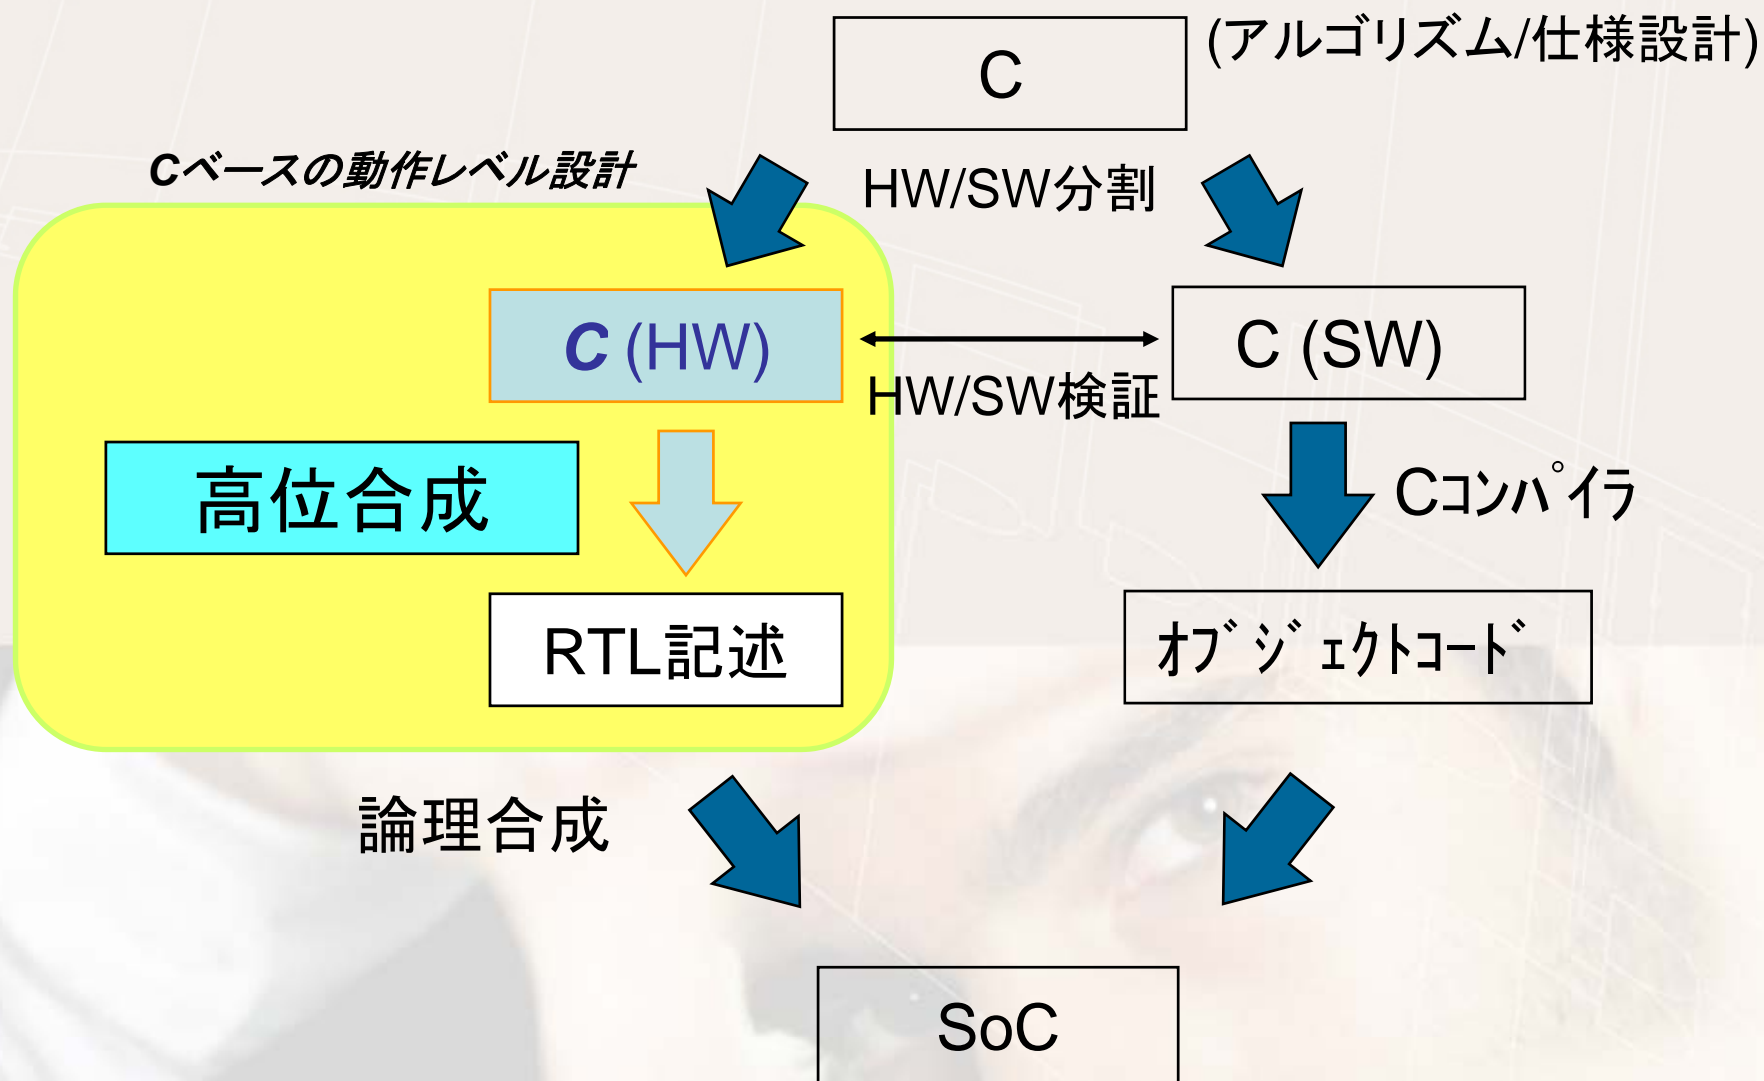 C
(アルゴリズム/仕様設計)
Cベースの動作レベル設計
HW/SW分割
C (HW)
C (SW)
HW/SW検証
高位合成
Cコンパイラ
RTL記述
オブジェクトコード
論理合成
SoC